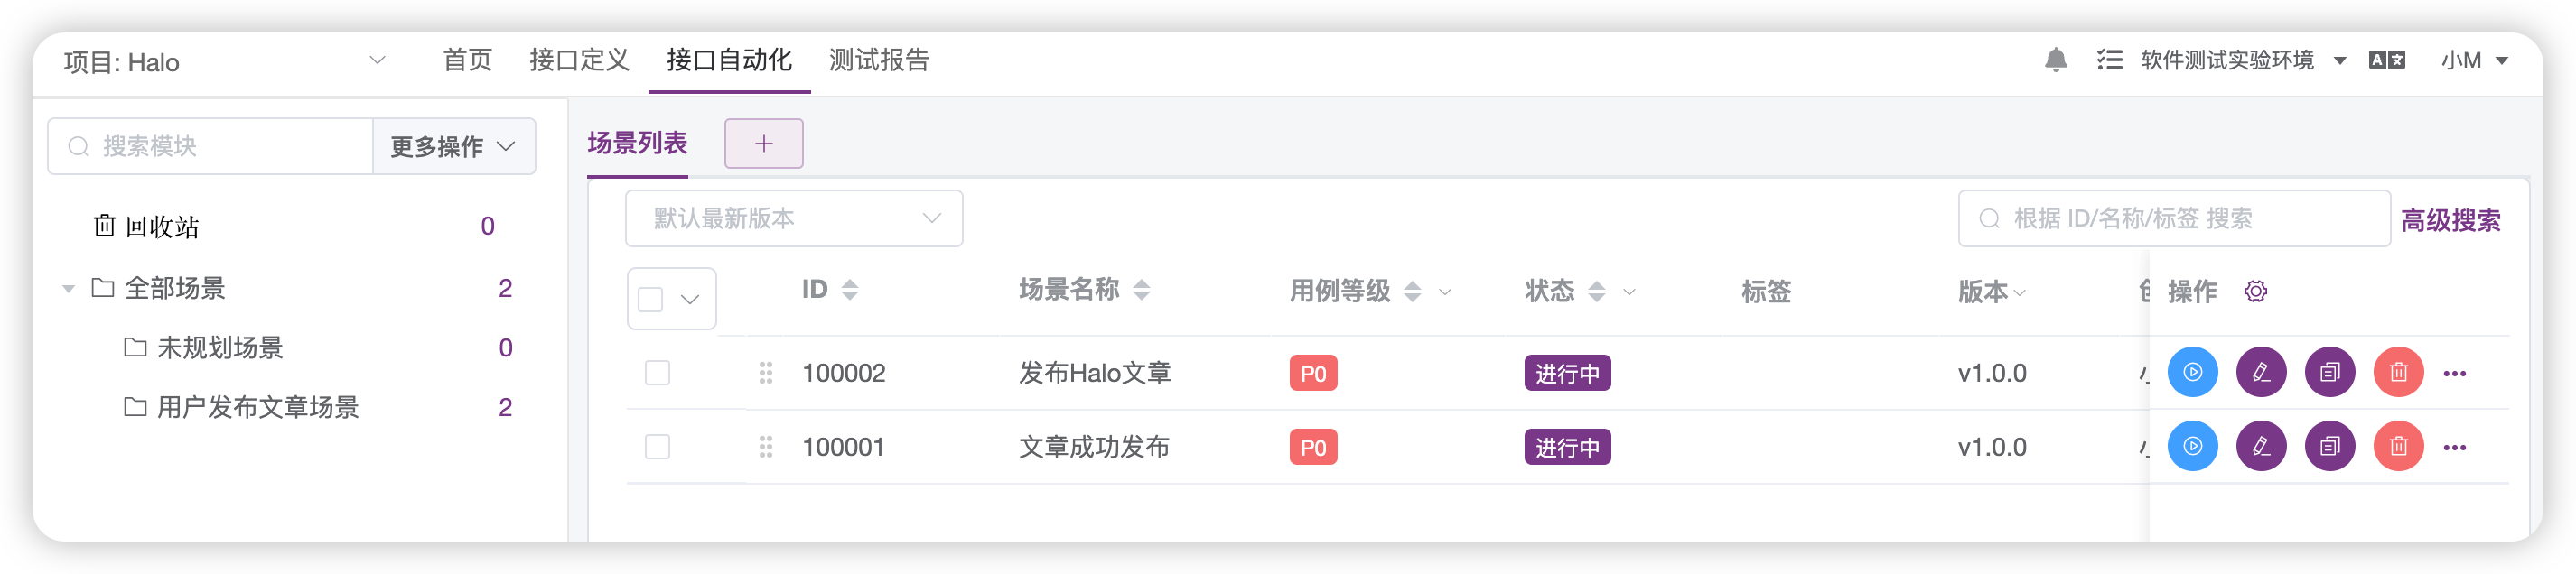 项目: Halo 首页 接口定义 接口自动化 测试报告 软件测试实验环境 小M
搜索模块 更多操作
回收站 0
全部场景 2
未规划场景 0
用户发布文章场景 2
场景列表 +
默认最新版本 根据 ID/名称/标签 搜索 高级搜索
ID 场景名称 用例等级 状态 标签 版本 操作
100002 发布Halo文章 P0 进行中 v1.0.0
100001 文章成功发布 P0 进行中 v1.0.0